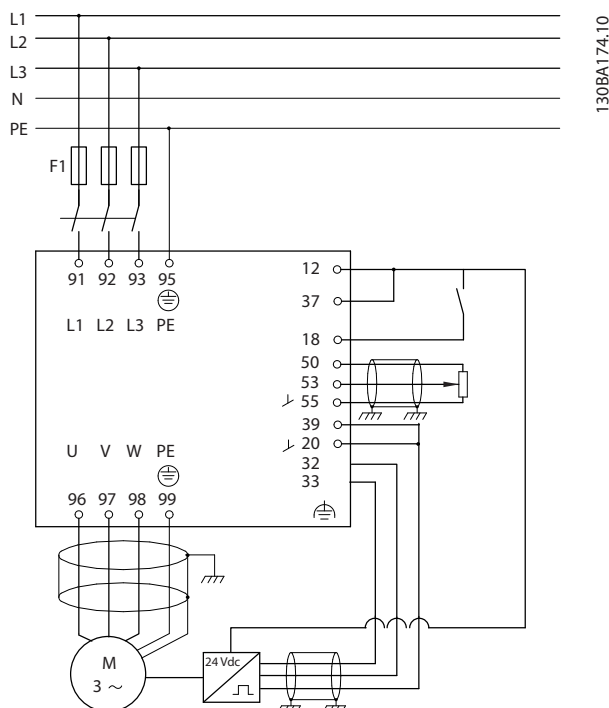 L1
L2
L3
N
PE
130BA174.10
F1
91 92 93 95
L1 L2 L3 PE
12
37
18
50
53
55
39
20
32
33
U V W PE
96 97 98 99
M
3 ~
24 Vdc